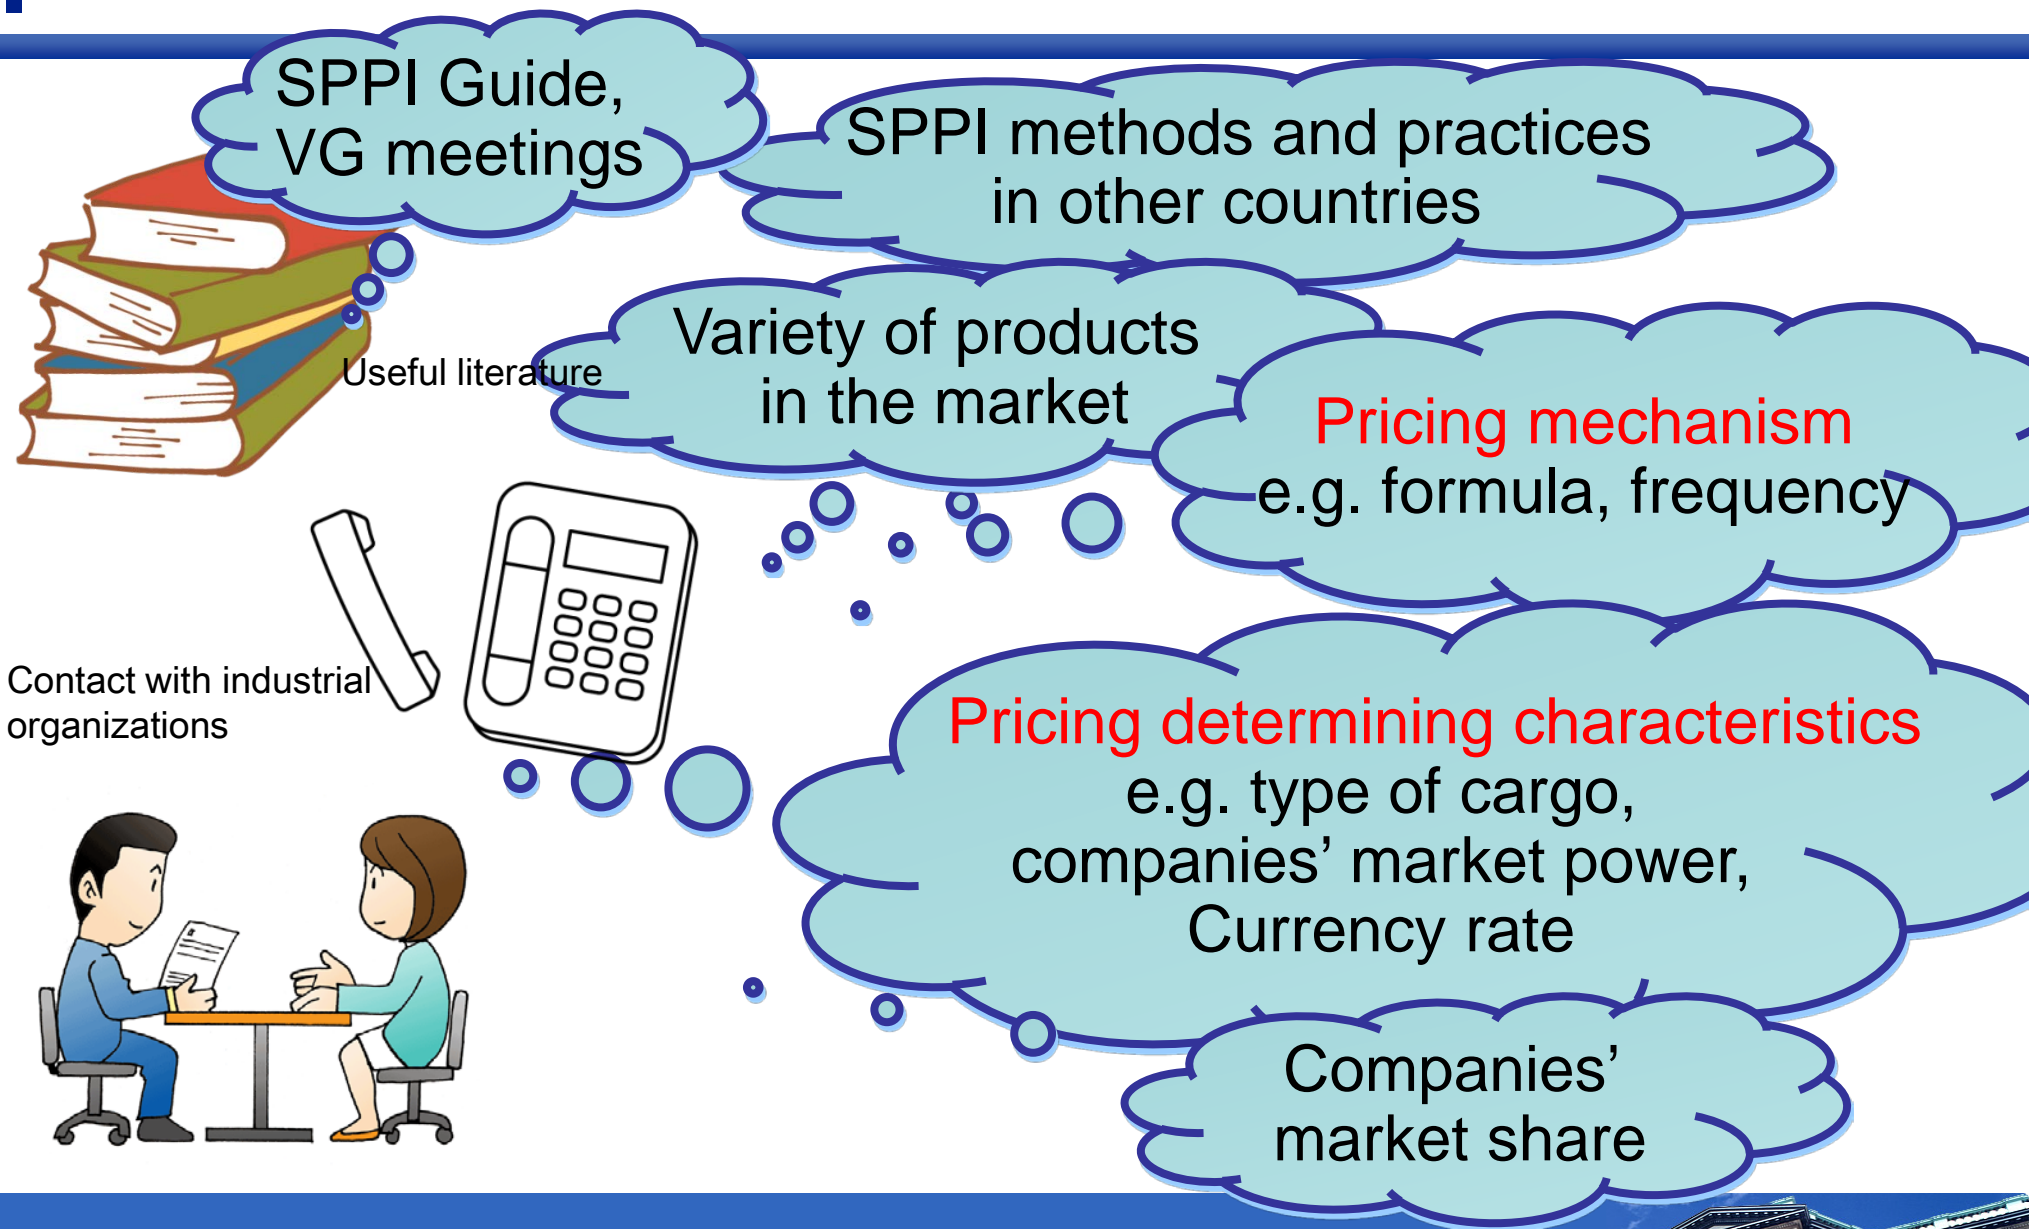 SPPI Guide,
VG meetings
SPPI methods and practices
in other countries
Variety of products
in the market
Useful literature
Pricing mechanism
e.g. formula, frequency
Contact with industrial
organizations
Pricing determining characteristics
e.g. type of cargo,
companies’ market power,
Currency rate
Companies’
market share